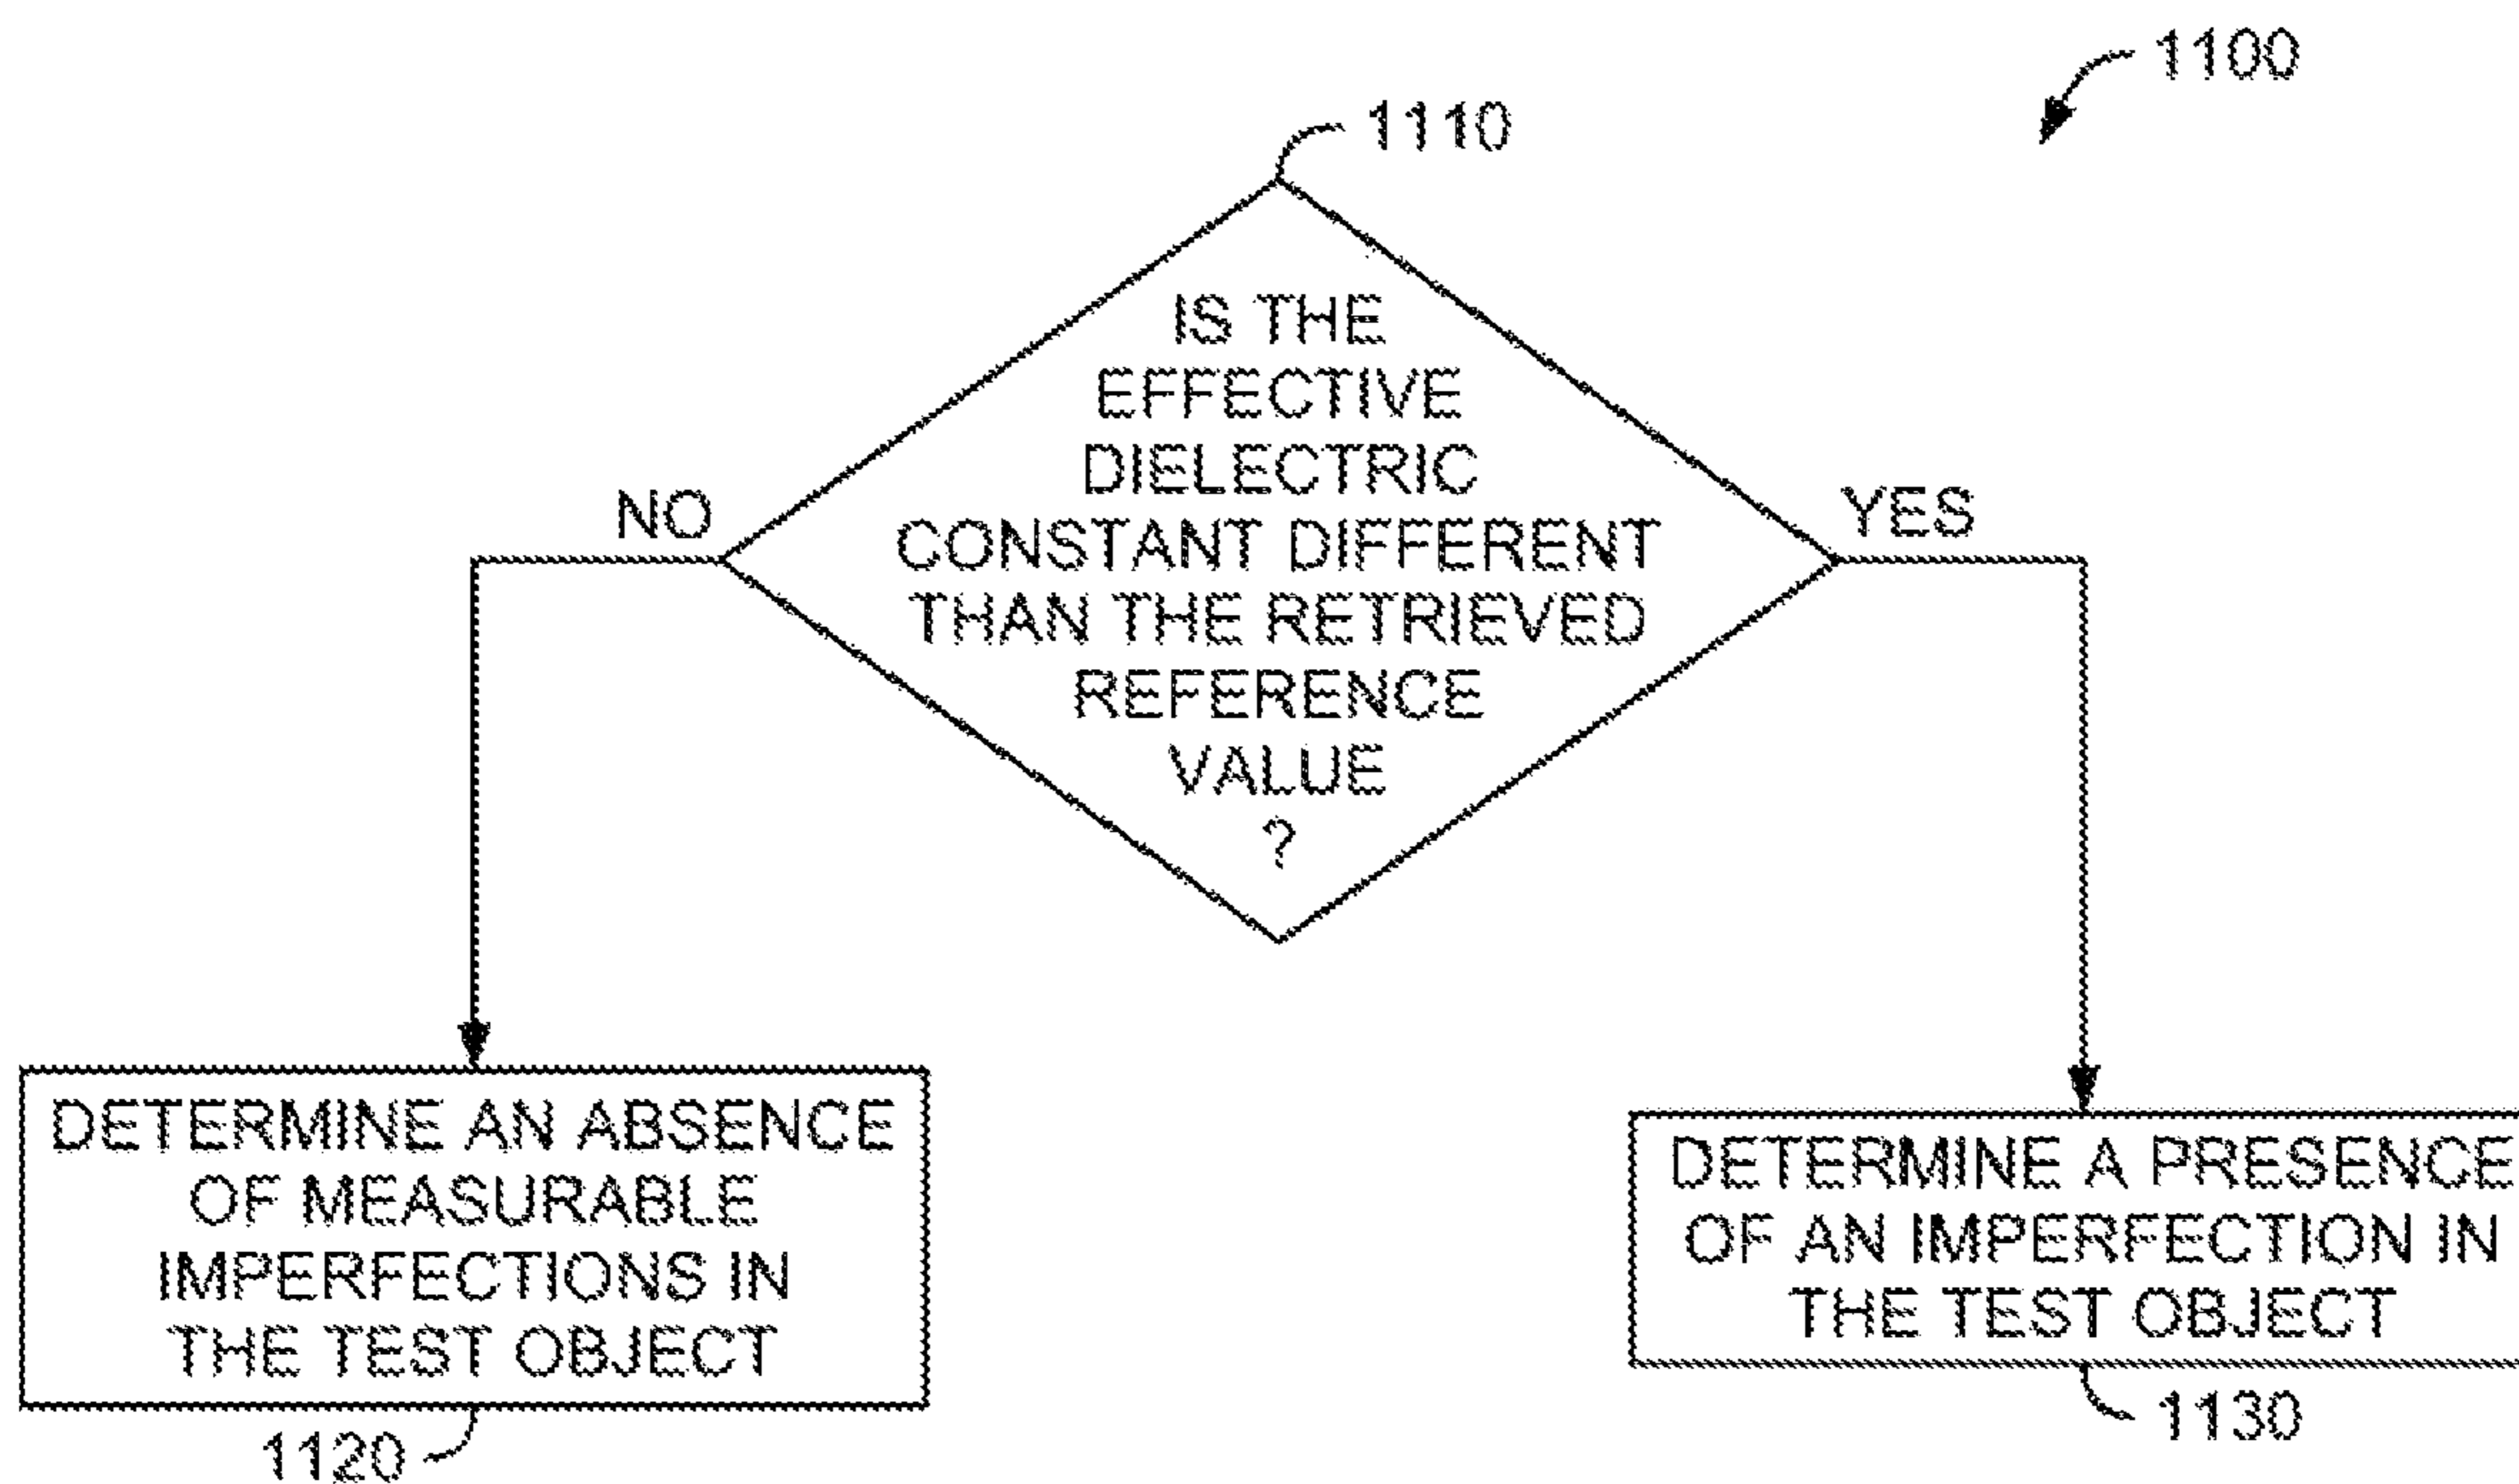 1100
1110
IS THE
EFFECTIVE
DIELECTRIC
CONSTANT DIFFERENT
THAN THE RETRIEVED
REFERENCE
VALUE
?
NO
YES
DETERMINE AN ABSENCE
OF MEASURABLE
IMPERFECTIONS IN
THE TEST OBJECT
1120
DETERMINE A PRESENCE
OF AN IMPERFECTION IN
THE TEST OBJECT
1130